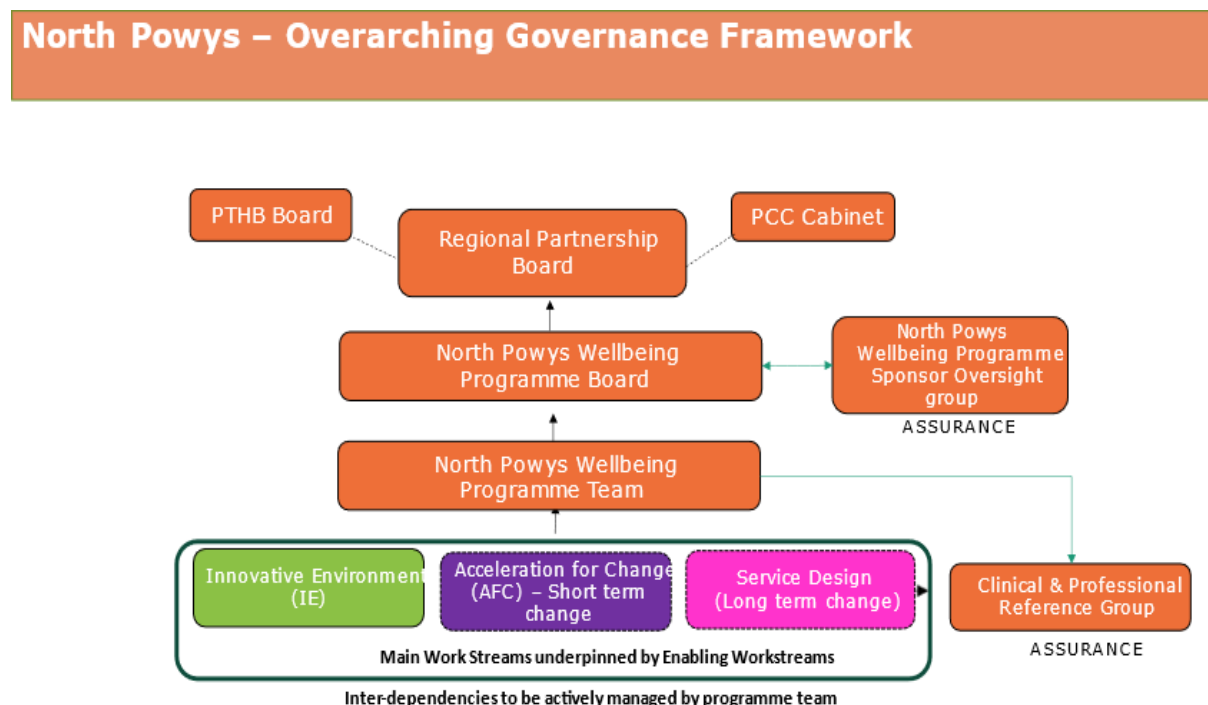 North Powys – Overarching Governance Framework
PTHB Board
PCC Cabinet
Regional Partnership
Board
North Powys Wellbeing
Programme Board
North Powys
Wellbeing Programme
Sponsor Oversight
group
ASSURANCE
North Powys Wellbeing
Programme Team
Innovative Environment
(IE)
Acceleration for Change
(AFC) – Short term
change
Service Design
(Long term change)
Clinical & Professional
Reference Group
ASSURANCE
Main Work Streams underpinned by Enabling Workstreams
Inter-dependencies to be actively managed by programme team